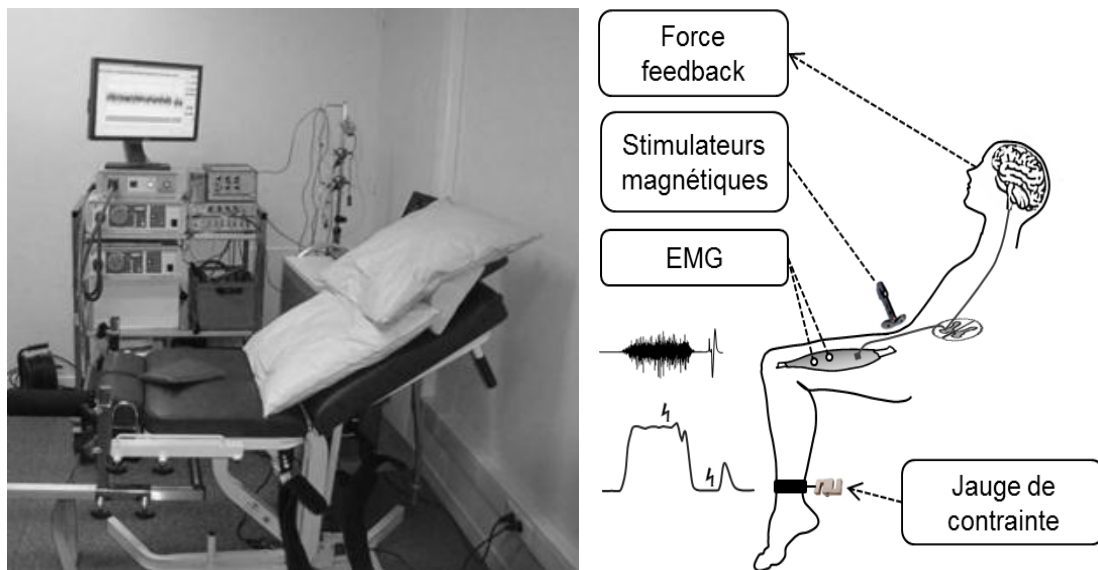 Force
feedback
Stimulateurs
magnétiques
EMG
Jauge de
contrainte